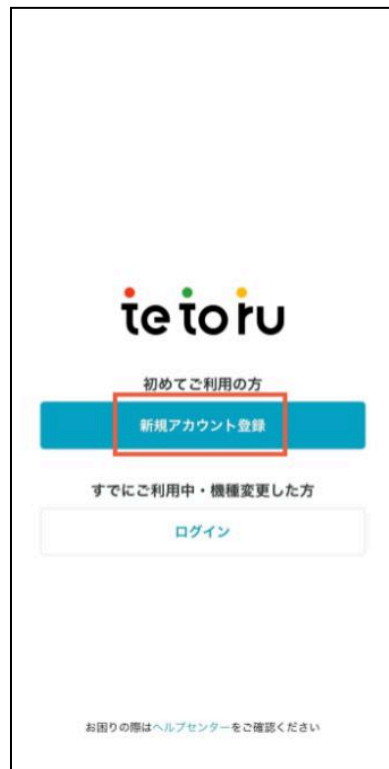 tetoru
初めてご利用の方
新規アカウント登録
すでにご利用中・機種変更した方
ログイン
お困りの際はヘルプセンターをご確認ください